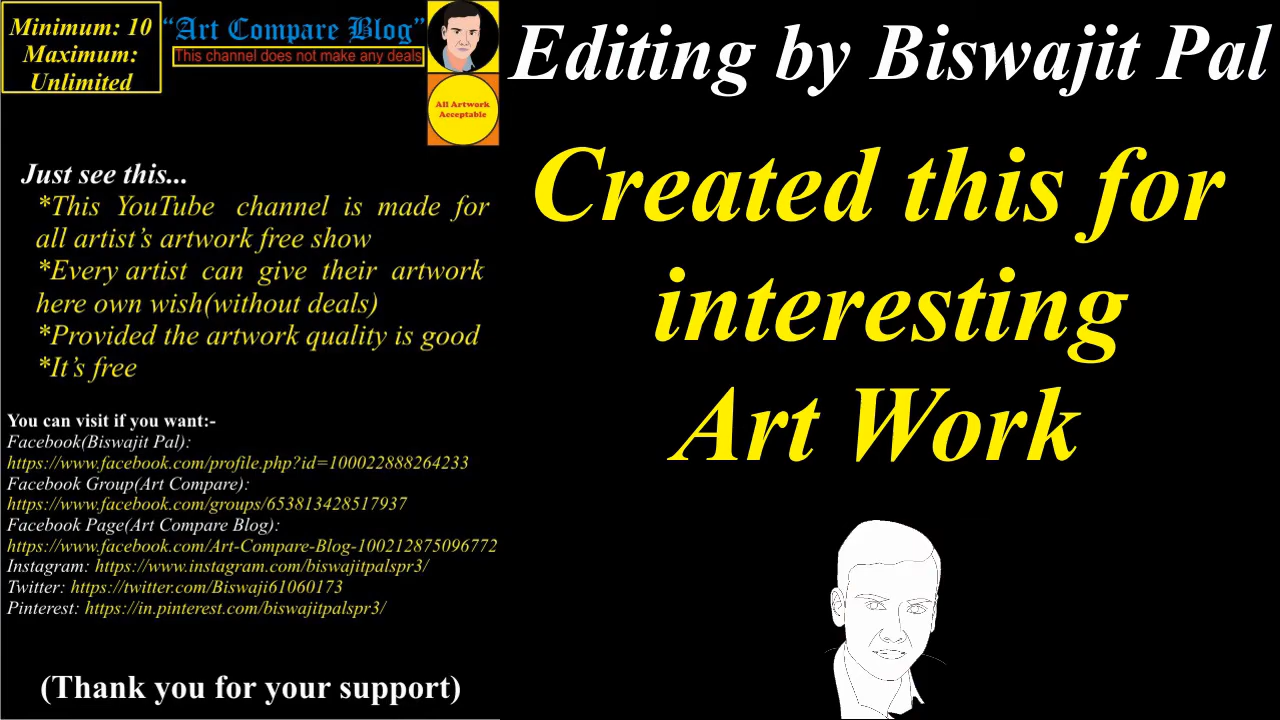 Minimum: 10
Maximum:
Unlimited
“Art Compare Blog”
This channel does not make any deals
All Artwork
Acceptable
Just see this...
*This YouTube channel is made for
all artist’s artwork free show
*Every artist can give their artwork
here own wish(without deals)
*Provided the artwork quality is good
*It’s free
You can visit if you want:-
Facebook(Biswajit Pal):
https://www.facebook.com/profile.php?id=100022888264233
Facebook Group(Art Compare):
https://www.facebook.com/groups/653813428517937
Facebook Page(Art Compare Blog):
https://www.facebook.com/Art-Compare-Blog-100212875096772
Instagram: https://www.instagram.com/biswajitpalspr3/
Twitter: https://twitter.com/Biswaji61060173
Pinterest: https://in.pinterest.com/biswajitpalspr3/
(Thank you for your support)
Editing by Biswajit Pal
Created this for
interesting
Art Work